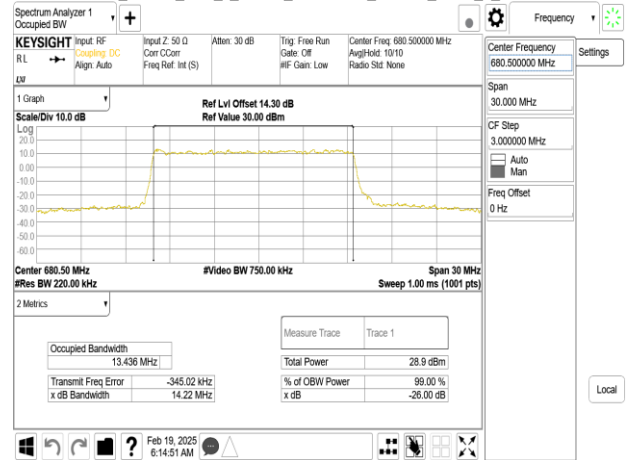 Spectrum Analyzer 1
Occupied BW
Frequency
KEYSIGHT
Input: RF
Input Z: 50 Ω
Atten: 30 dB
Trig: Free Run
Center Freq: 680.500000 MHz
RL
Coupling: DC
Corr CCorr
Gate: Off
Avg|Hold: 10/10
Align: Auto
Freq Ref: Int (S)
#IF Gain: Low
Radio Std: None
LXI
Center Frequency
680.500000 MHz
Settings
Span
30.000 MHz
CF Step
3.000000 MHz
Auto
Man
Freq Offset
0 Hz
Local
1 Graph
Ref Lvl Offset 14.30 dB
Scale/Div 10.0 dB
Ref Value 30.00 dBm
Log
20.0
10.0
0.00
-10.0
-20.0
-30.0
-40.0
-50.0
-60.0
Center 680.50 MHz
#Video BW 750.00 kHz
Span 30 MHz
#Res BW 220.00 kHz
Sweep 1.00 ms (1001 pts)
2 Metrics
Measure Trace
Trace 1
Occupied Bandwidth
13.436 MHz
Total Power
28.9 dBm
Transmit Freq Error
-345.02 kHz
% of OBW Power
99.00 %
x dB Bandwidth
14.22 MHz
x dB
-26.00 dB
?
Feb 19, 2025
6:14:51 AM